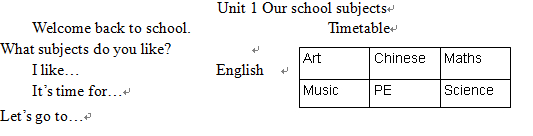 Unit 1 Our school subjects
Welcome back to school.
Timetable
What subjects do you like?
I like…
English
It's time for…
Let's go to…
Art Chinese Maths
Music PE Science